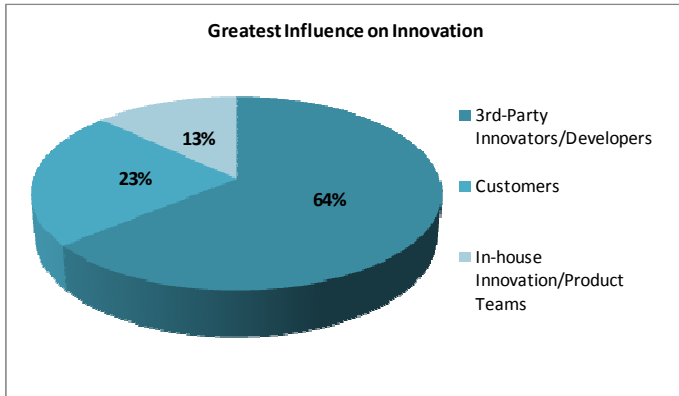 Greatest Influence on Innovation
13%
23%
64%
3rd-Party
Innovators/Developers
Customers
In-house
Innovation/Product
Teams